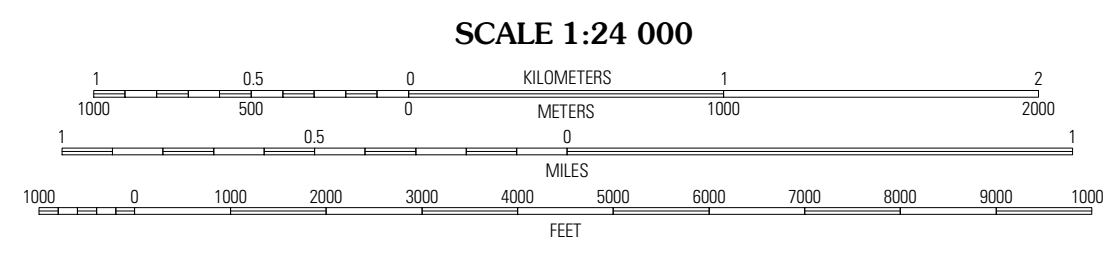 SCALE 1:24 000
1 0.5 0 KILOMETERS 1 2
1000 500 0 METERS 1000 2000
1 0.5 0 1
MILES
1000 0 1000 2000 3000 4000 5000 6000 7000 8000 9000 1000
FEET